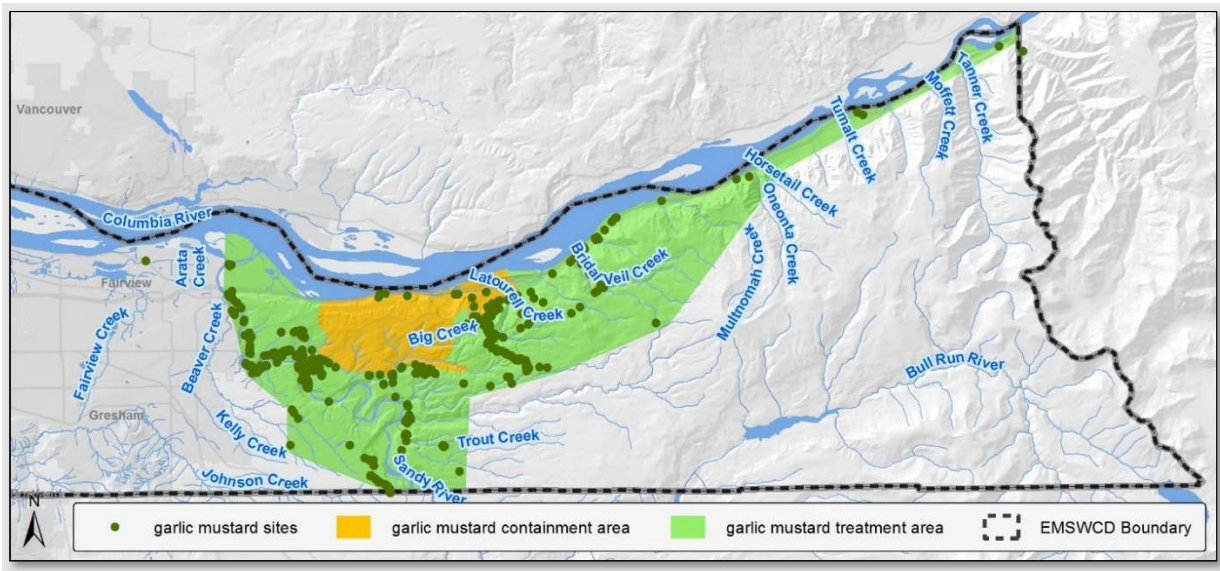 Vancouver
Columbia River
Arata
Creek
Fairview
Fairview Creek
Beaver Creek
Gresham
Kelly Creek
Johnson Creek
Sandy River
Trout Creek
Big Creek
Latourell Creek
Bridal Veil Creek
Multnomah Creek
Oneonta Creek
Horsetail Creek
Tumalt Creek
Moffett Creek
Tanner Creek
Bull Run River
N
garlic mustard sites
garlic mustard containment area
garlic mustard treatment area
EMSWCD Boundary